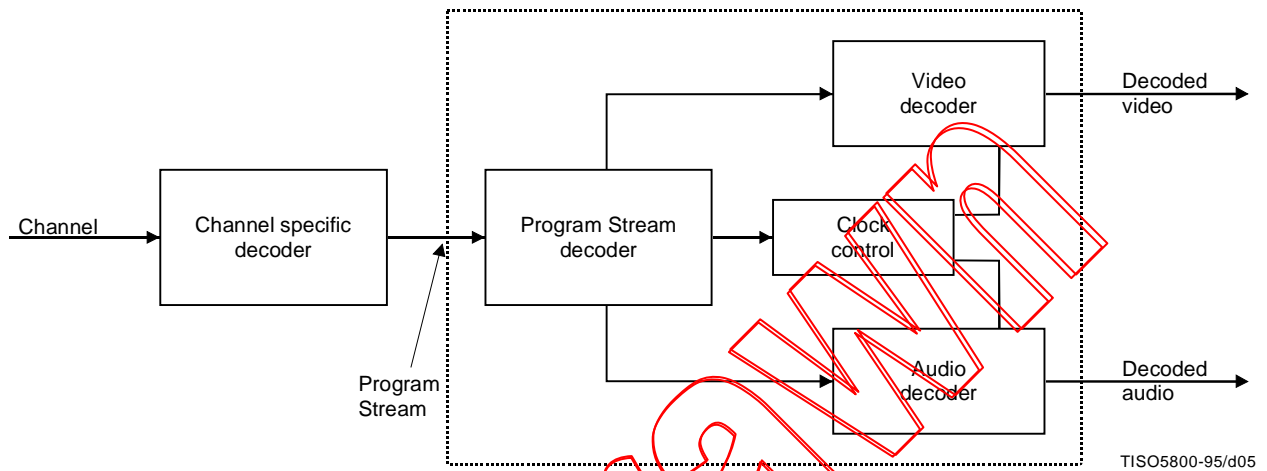 Video
decoder
Decoded
video
Channel
Channel specific
decoder
Program Stream
decoder
Clock
control
Program
Stream
Audio
decoder
Decoded
audio
TISO5800-95/d05